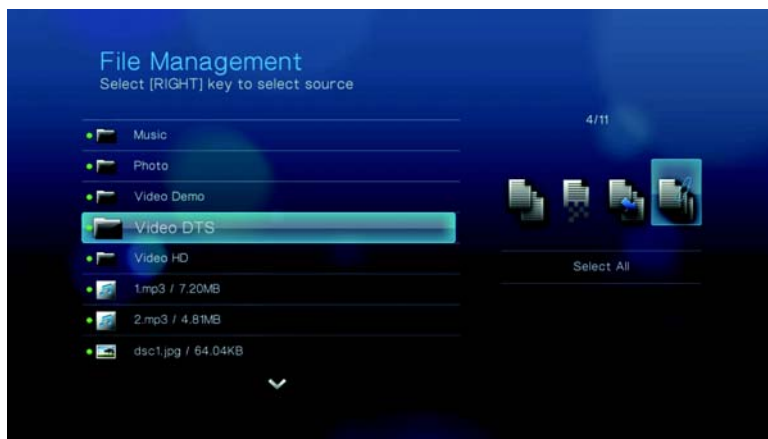 File Management
Select [RIGHT] key to select source
Music
Photo
Video Demo
Video DTS
Video HD
1.mp3 / 7.20MB
2.mp3 / 4.81MB
dsc1.jpg / 64.04KB
4/11
Select All